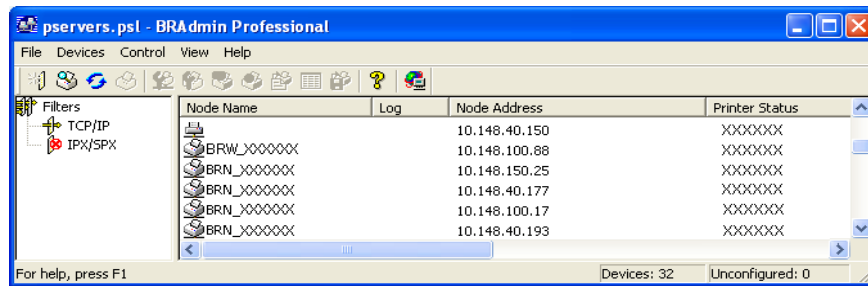 pservers.psl - BRAdmin Professional
File Devices Control View Help
Filters
TCP/IP
IPX/SPX
Node Name Log Node Address Printer Status
10.148.40.150 XXXXXX
BRW_XXXXXX 10.148.100.88 XXXXXX
BRN_XXXXXX 10.148.150.25 XXXXXX
BRN_XXXXXX 10.148.40.177 XXXXXX
BRN_XXXXXX 10.148.100.17 XXXXXX
BRN_XXXXXX 10.148.40.193 XXXXXX
For help, press F1 Devices: 32 Unconfigured: 0